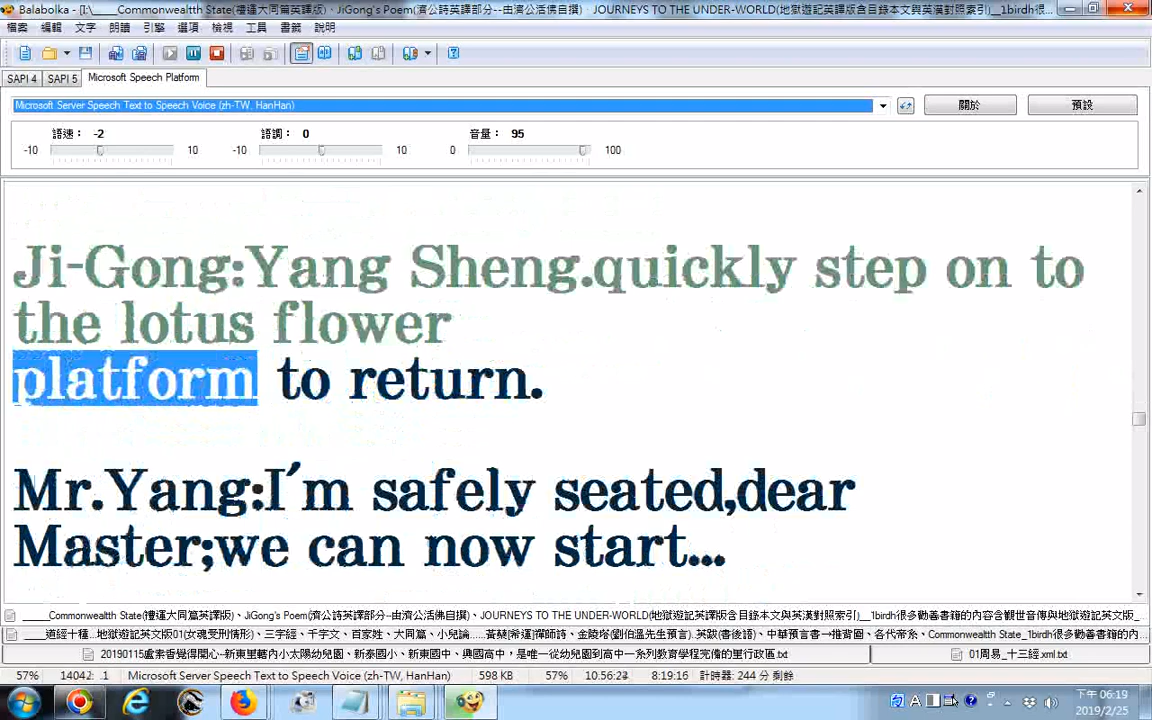 Balabolka - [I:\_____Commonwealtth State(禮運大同篇英譯版)、JiGong's Poem(濟公詩英譯部分--由濟公活佛自撰)、JOURNEYS TO THE UNDER-WORLD(地獄遊記英譯版含目錄本文與英漢對照索引)__1birdh很...
檔案 編輯 文字 朗讀 引擎 選項 檢視 工具 書籤 說明
SAPI 4 SAPI 5 Microsoft Speech Platform
Microsoft Server Speech Text to Speech Voice (zh-TW, HanHan) 關於 預設
語速： -2 語調： 0 音量： 95
-10 10 -10 10 0 100
Ji-Gong:Yang Sheng.quickly step on to
the lotus flower
platform to return.
Mr.Yang:I'm safely seated,dear
Master;we can now start...
_____Commonwealtth State(禮運大同篇英譯版)、JiGong's Poem(濟公詩英譯部分--由濟公活佛自撰)、JOURNEYS TO THE UNDER-WORLD(地獄遊記英譯版含目錄本文與英漢對照索引)__1birdh很多勸善書籍的內容含觀世音傳與地獄遊記英文版_
____道經十種...地獄遊記英文版01(女魂受刑情形)、三字經、千字文、百家姓、大同篇、小兒論......蒼頡[希運]禪師詩、金陵塔(劉伯溫先生預言).英歎(書後語)、中華預言書一推背圖、各代帝系、Commonwealth State_1birdh很多勸善書籍的內...
20190115盧素香覺得開心--新東里轄內小太陽幼兒園、新泰國小、新東國中、興國高中，是唯一從幼兒園到高中一系列教育學程完備的里行政區.txt 01周易_十三經.xml.txt
57% 14042: .1 Microsoft Server Speech Text to Speech Voice (zh-TW, HanHan) 598 KB 57% 10:56:23 8:19:16 計時器: 244 分 剩餘
下午 06:19
2019/2/25